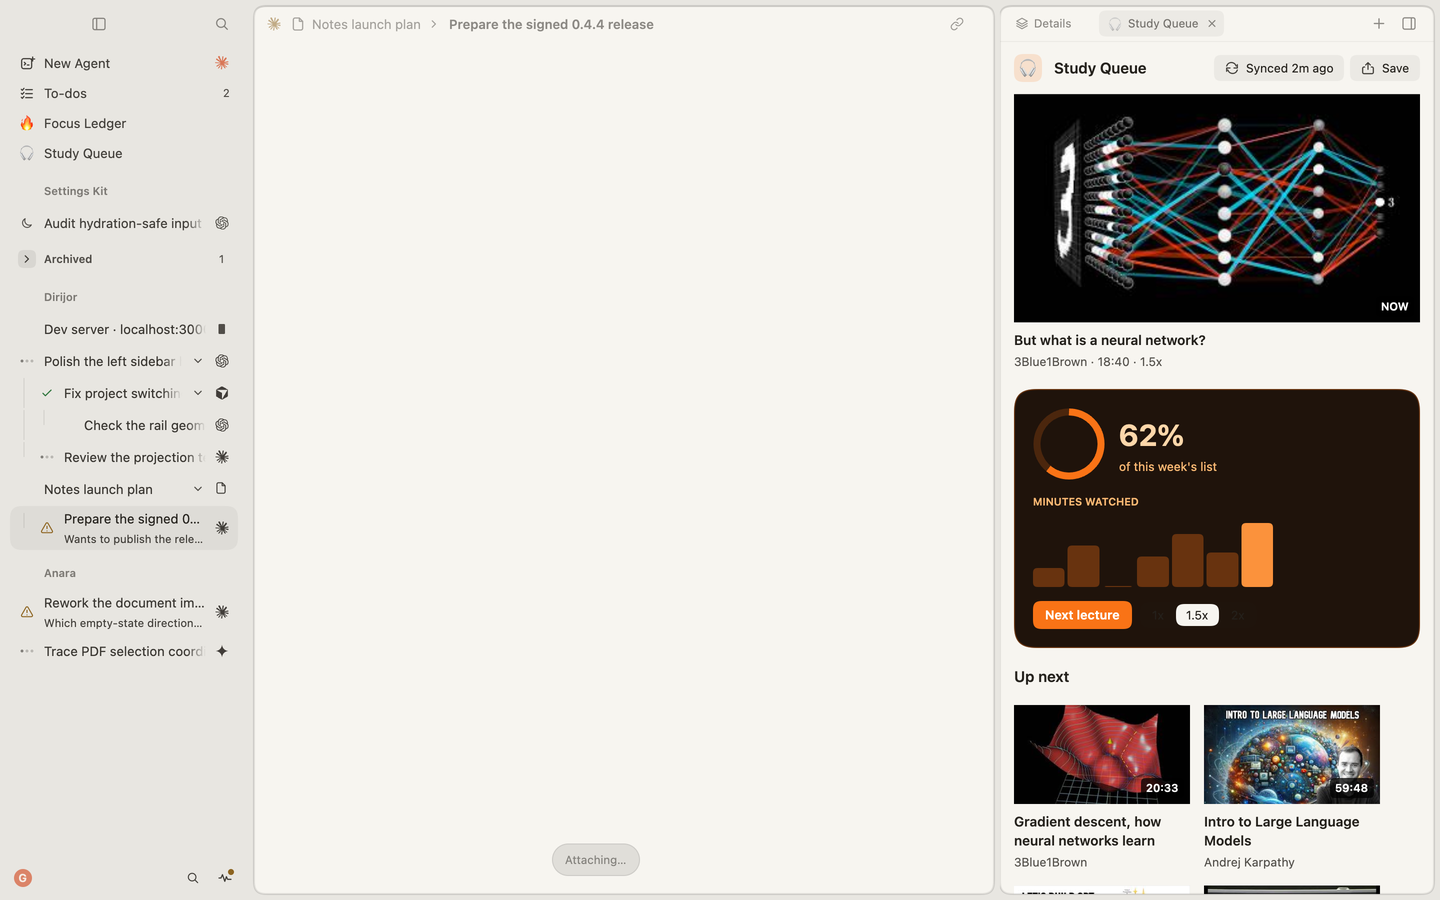 New Agent
To-dos
2
Focus Ledger
Study Queue
Settings Kit
Audit hydration-safe input
Archived
1
Dirijor
Dev server · localhost:300
Polish the left sidebar
Fix project switchin
Check the rail geom
Review the projection t
Notes launch plan
Prepare the signed 0...
Wants to publish the rele...
Anara
Rework the document im...
Which empty-state direction...
Trace PDF selection coord
G
Notes launch plan > Prepare the signed 0.4.4 release
Attaching...
Details
Study Queue
Study Queue
Synced 2m ago
Save
3
NOW
But what is a neural network?
3Blue1Brown · 18:40 · 1.5x
62%
of this week's list
MINUTES WATCHED
Next lecture
1x
1.5x
2x
Up next
20:33
Gradient descent, how
neural networks learn
3Blue1Brown
INTRO TO LARGE LANGUAGE MODELS
59:48
Intro to Large Language
Models
Andrej Karpathy